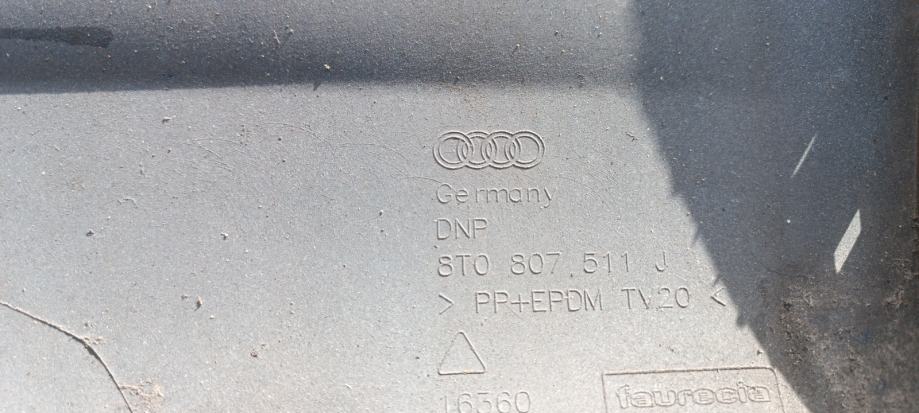 Germany
DNP
8T0 807 511 J
> PP+EPDM TV20 <
16360
faurecia